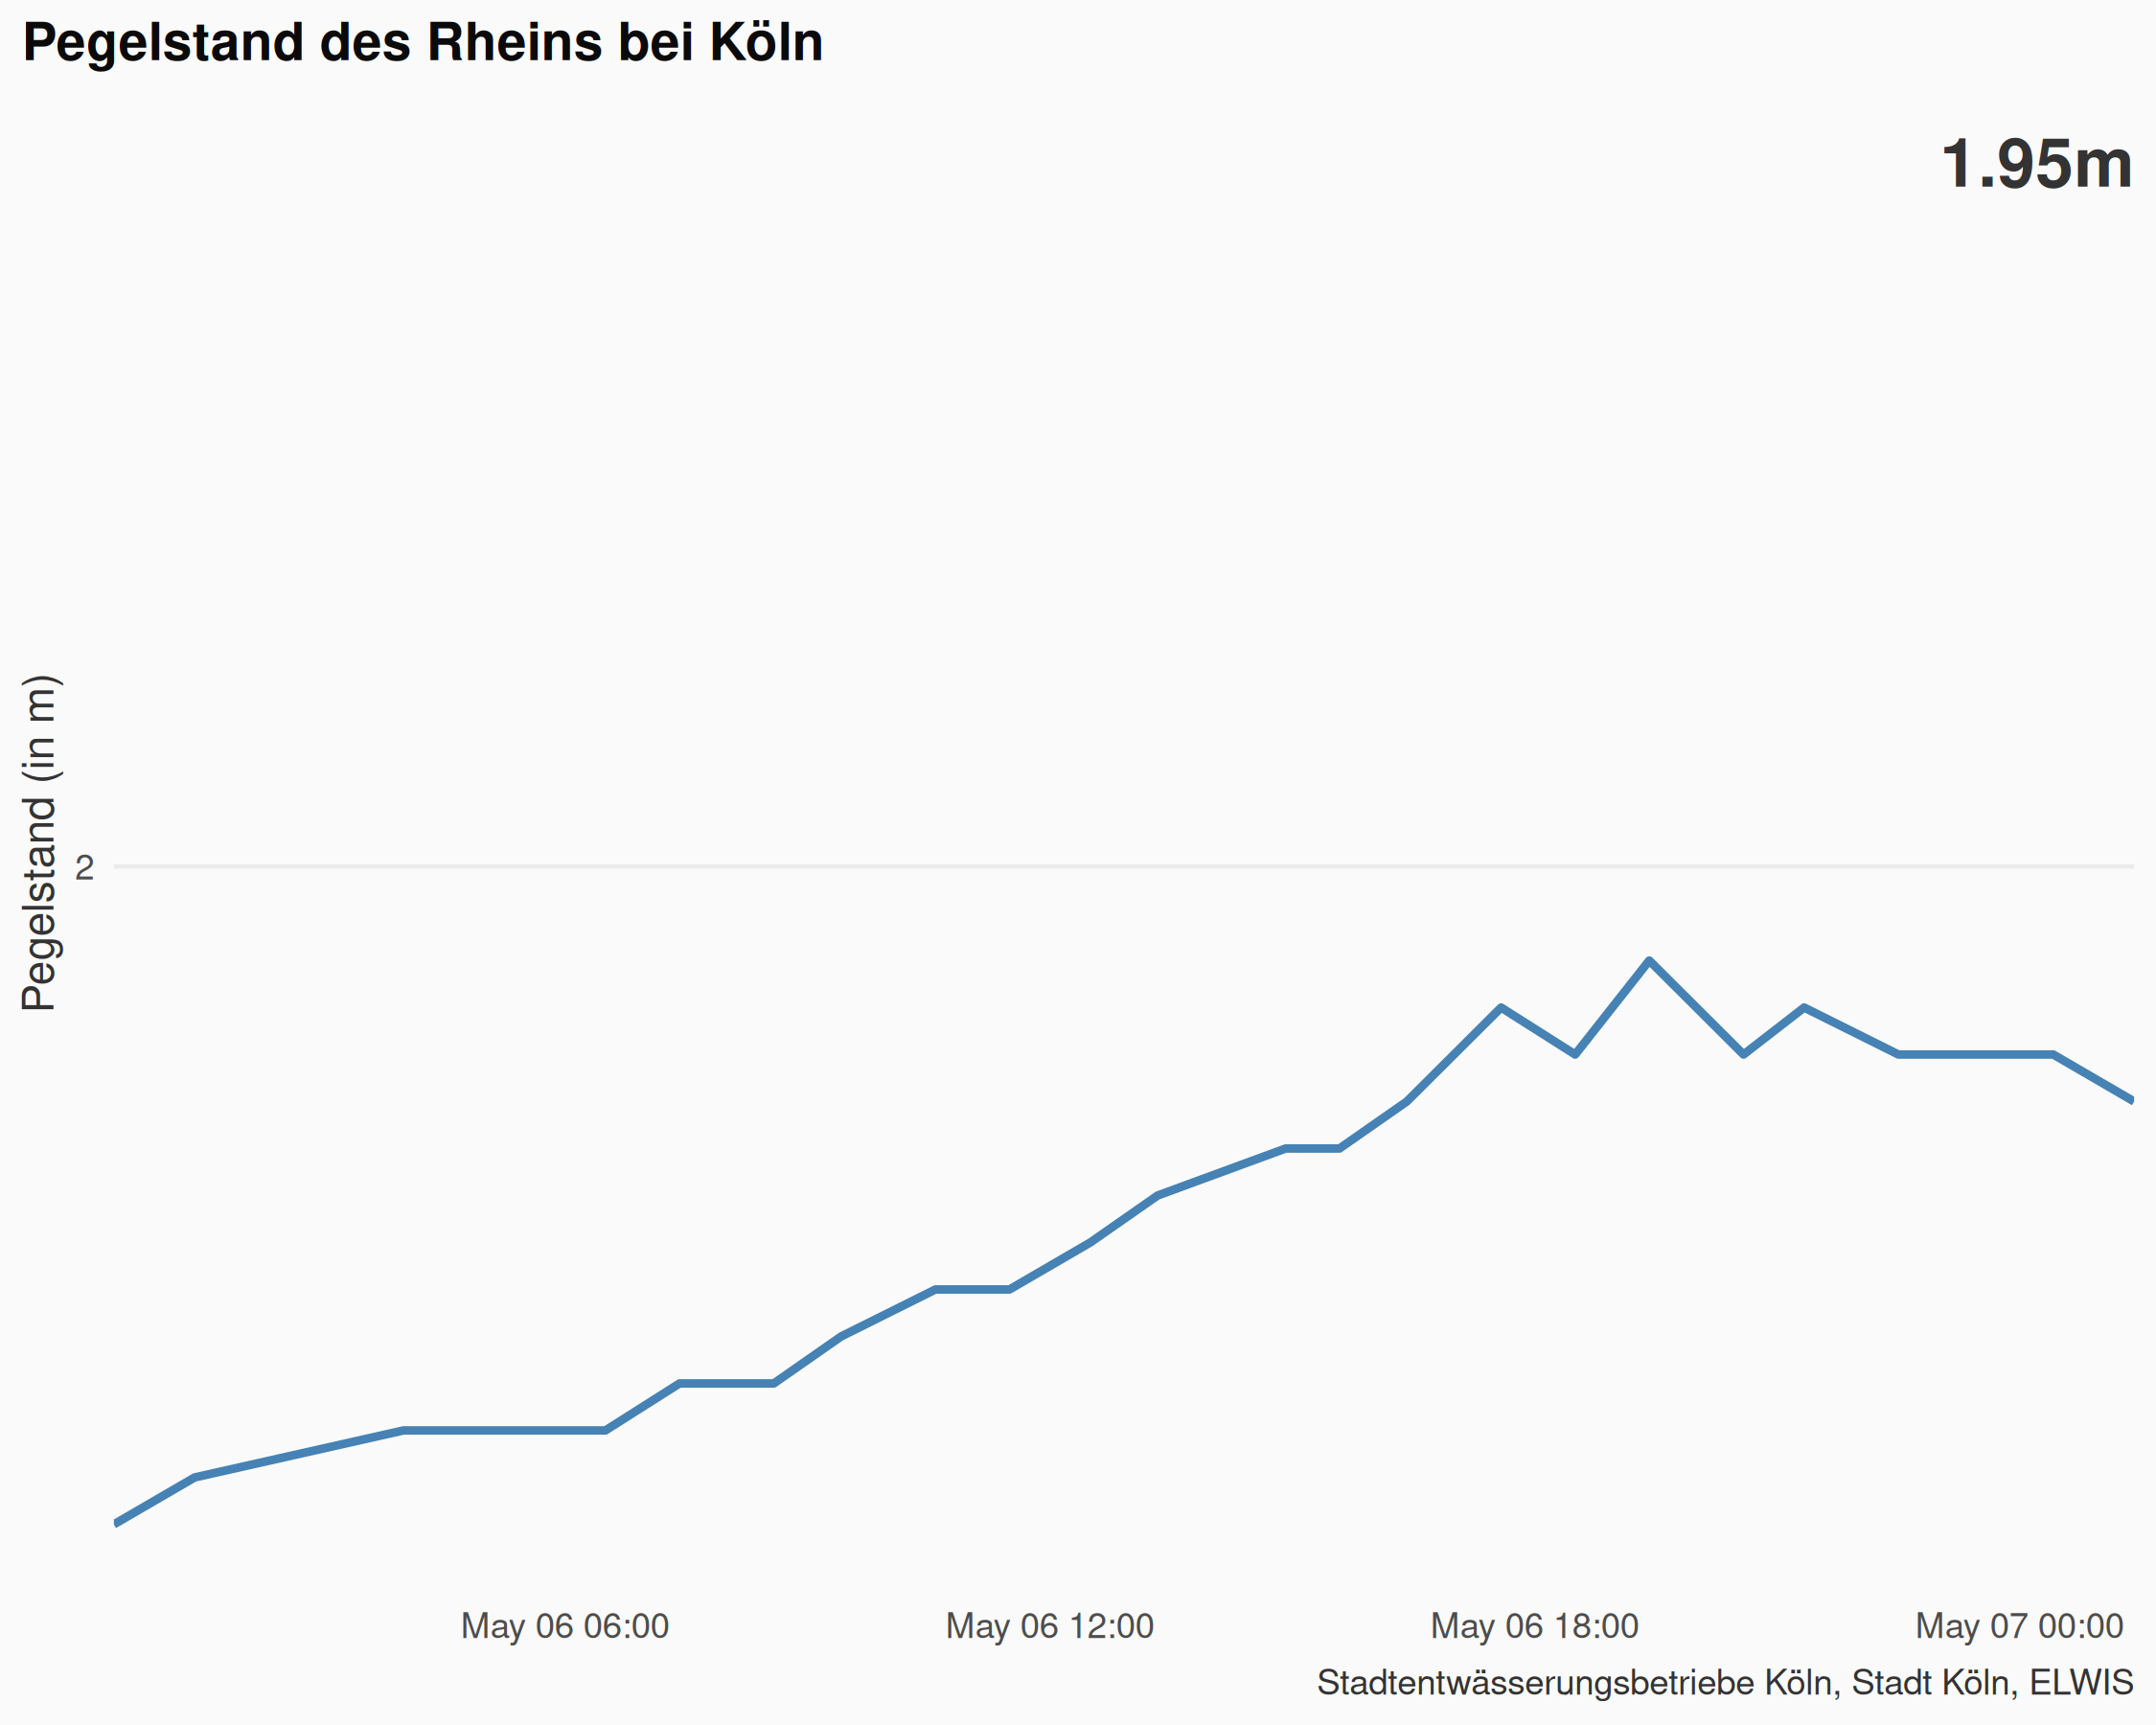 Pegelstand des Rheins bei Köln
1.95m
Pegelstand (in m)
2
May 06 06:00
May 06 12:00
May 06 18:00
May 07 00:00
Stadtentwässerungsbetriebe Köln, Stadt Köln, ELWIS